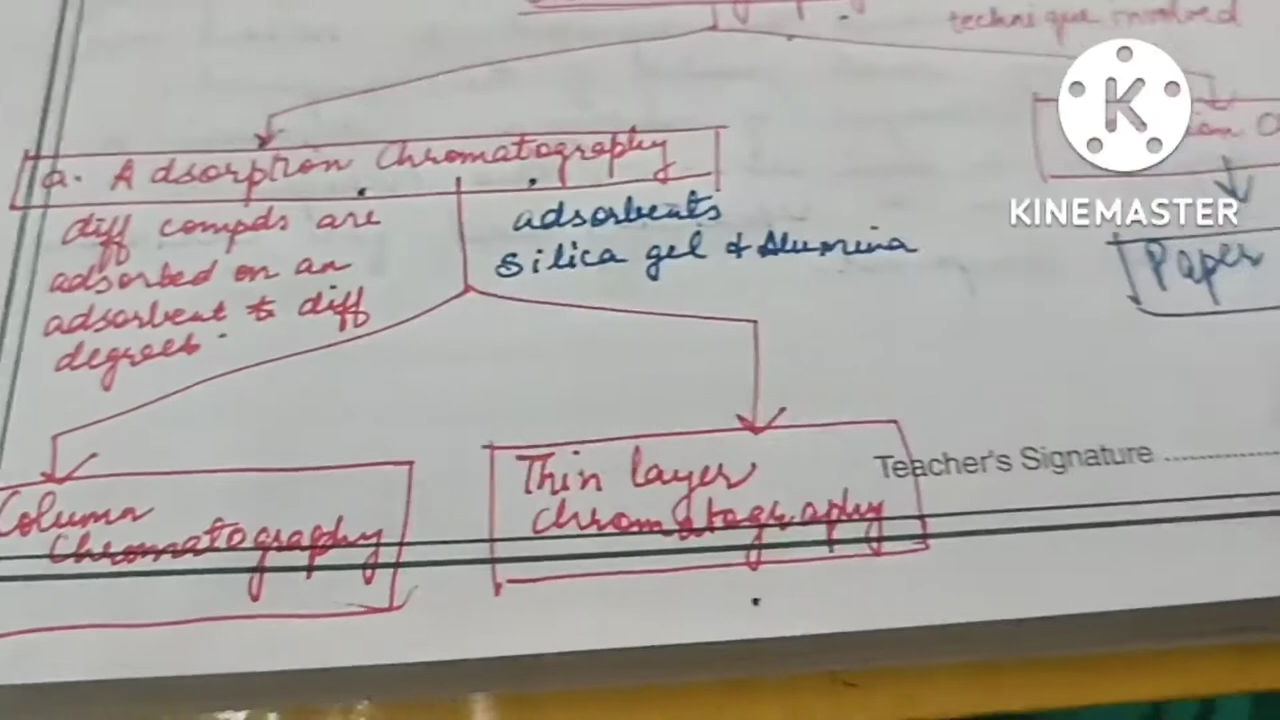 technique involved
a. Adsorption Chromatography
diff compds are
adsorbed on an
adsorbent to diff
degrees.
adsorbents
silica gel & Alumina
KINEMASTER
Paper
Column
Chromatography
Thin layer
Chromatography
Teacher's Signature